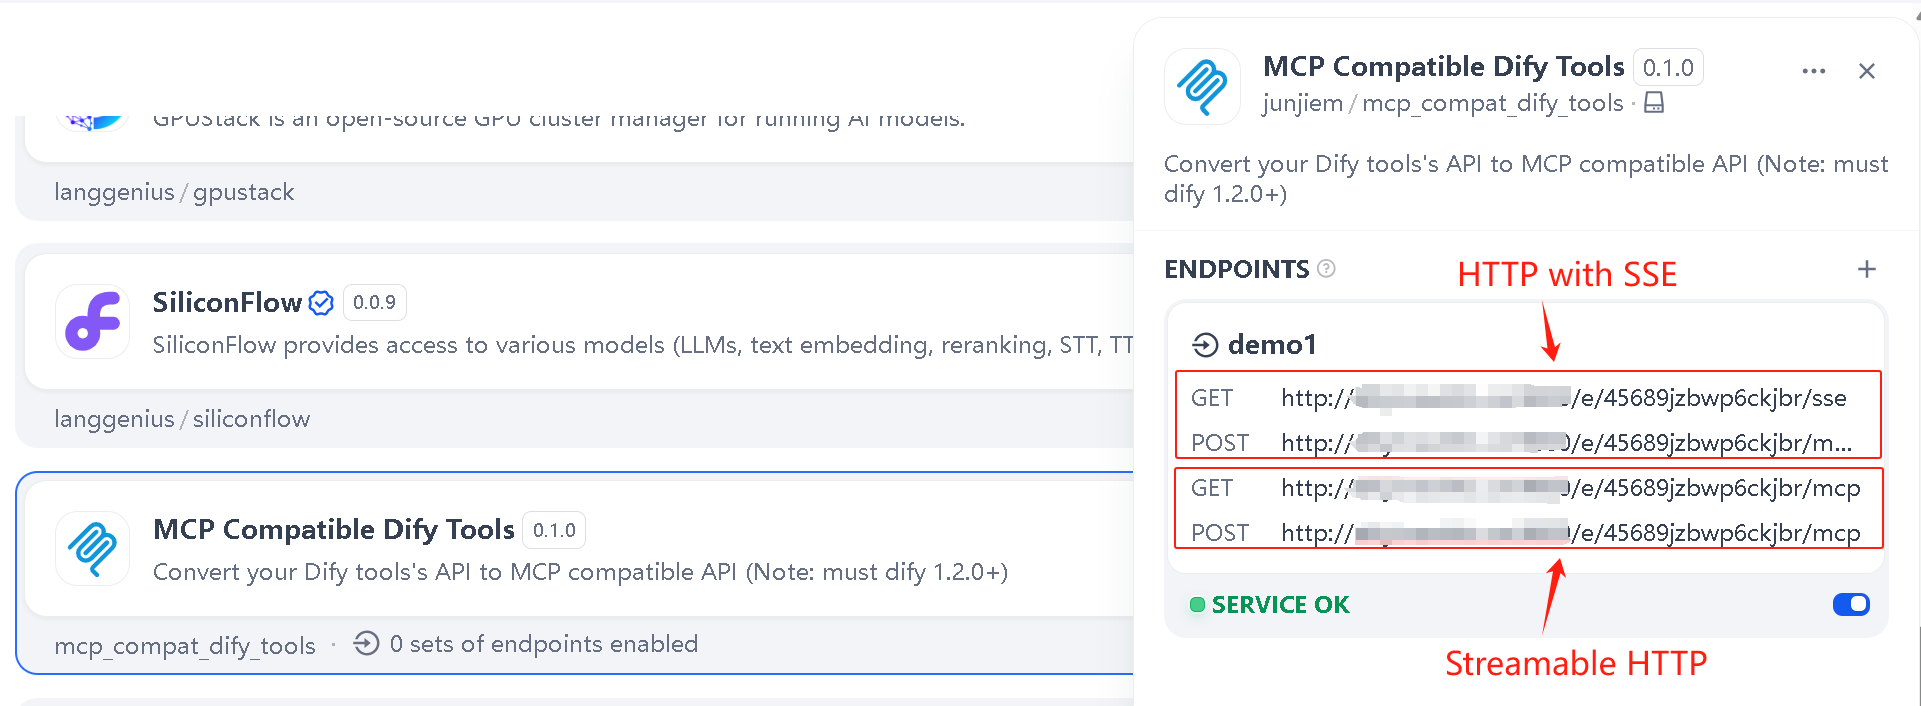 GPUStack is an open-source GPU cluster manager for running AI models.
langgenius / gpustack
SiliconFlow 0.0.9
SiliconFlow provides access to various models (LLMs, text embedding, reranking, STT, TT
langgenius / siliconflow
MCP Compatible Dify Tools 0.1.0
Convert your Dify tools's API to MCP compatible API (Note: must dify 1.2.0+)
mcp_compat_dify_tools · 0 sets of endpoints enabled
MCP Compatible Dify Tools 0.1.0
junjiem / mcp_compat_dify_tools ·
Convert your Dify tools's API to MCP compatible API (Note: must
dify 1.2.0+)
ENDPOINTS
HTTP with SSE
demo1
GET http:// /e/45689jzbwp6ckjbr/sse
POST http:// /e/45689jzbwp6ckjbr/m...
GET http:// /e/45689jzbwp6ckjbr/mcp
POST http:// /e/45689jzbwp6ckjbr/mcp
SERVICE OK
Streamable HTTP